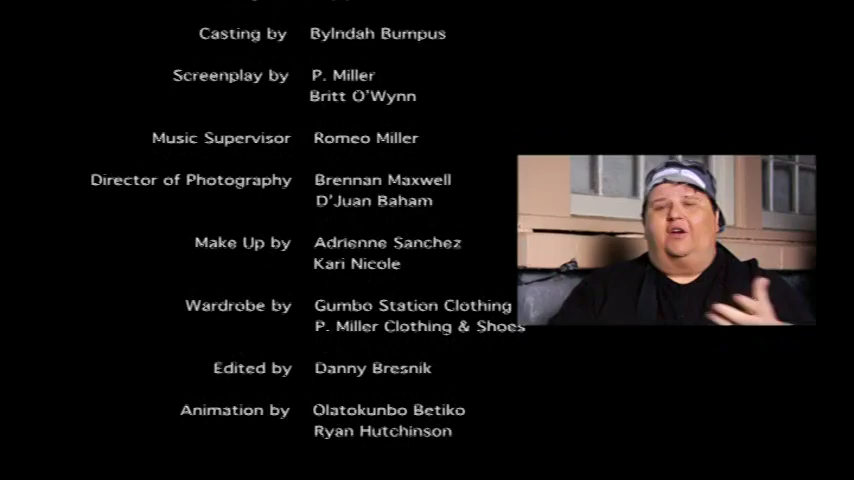 Casting by Bylndah Bumpus
Screenplay by P. Miller
Britt O'Wynn
Music Supervisor Romeo Miller
Director of Photography Brennan Maxwell
D'Juan Baham
Make Up by Adrienne Sanchez
Kari Nicole
Wardrobe by Gumbo Station Clothing
P. Miller Clothing & Shoes
Edited by Danny Bresnik
Animation by Olatokunbo Betiko
Ryan Hutchinson